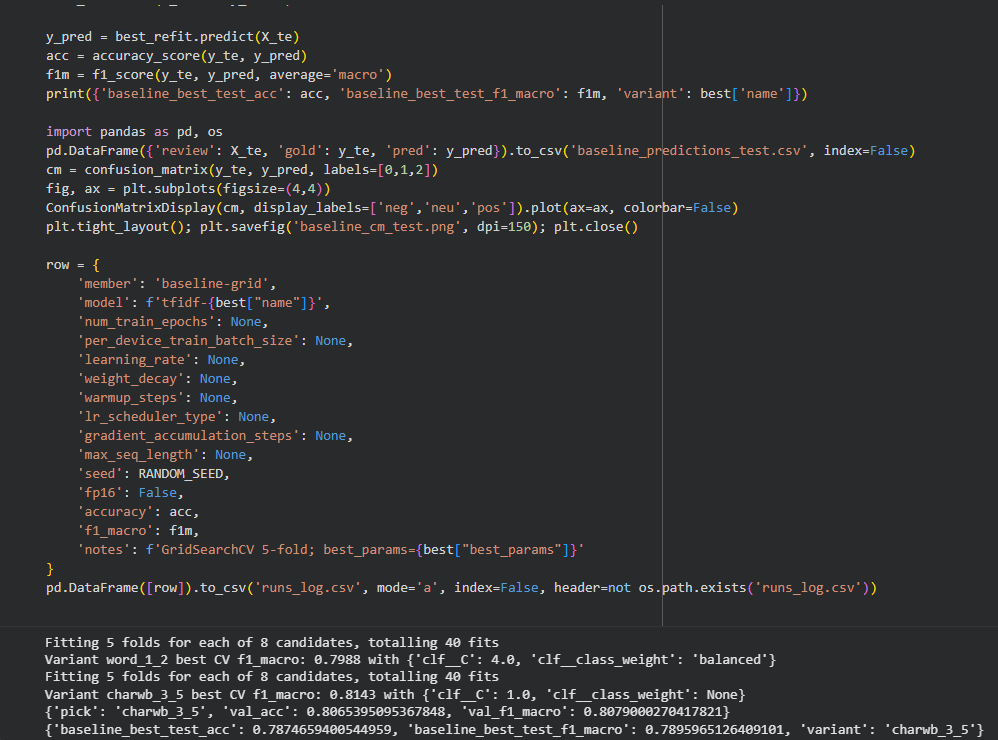 y_pred = best_refit.predict(X_te)
acc = accuracy_score(y_te, y_pred)
f1m = f1_score(y_te, y_pred, average='macro')
print({'baseline_best_test_acc': acc, 'baseline_best_test_f1_macro': f1m, 'variant': best['name']})

import pandas as pd, os
pd.DataFrame({'review': X_te, 'gold': y_te, 'pred': y_pred}).to_csv('baseline_predictions_test.csv', index=False)
cm = confusion_matrix(y_te, y_pred, labels=[0,1,2])
fig, ax = plt.subplots(figsize=(4,4))
ConfusionMatrixDisplay(cm, display_labels=['neg','neu','pos']).plot(ax=ax, colorbar=False)
plt.tight_layout(); plt.savefig('baseline_cm_test.png', dpi=150); plt.close()

row = {
    'member': 'baseline-grid',
    'model': f'tfidf-{best["name"]}',
    'num_train_epochs': None,
    'per_device_train_batch_size': None,
    'learning_rate': None,
    'weight_decay': None,
    'warmup_steps': None,
    'lr_scheduler_type': None,
    'gradient_accumulation_steps': None,
    'max_seq_length': None,
    'seed': RANDOM_SEED,
    'fp16': False,
    'accuracy': acc,
    'f1_macro': f1m,
    'notes': f'GridSearchCV 5-fold; best_params={best["best_params"]}'
}
pd.DataFrame([row]).to_csv('runs_log.csv', mode='a', index=False, header=not os.path.exists('runs_log.csv'))

Fitting 5 folds for each of 8 candidates, totalling 40 fits
Variant word_1_2 best CV f1_macro: 0.7988 with {'clf__C': 4.0, 'clf__class_weight': 'balanced'}
Fitting 5 folds for each of 8 candidates, totalling 40 fits
Variant charwb_3_5 best CV f1_macro: 0.8143 with {'clf__C': 1.0, 'clf__class_weight': None}
{'pick': 'charwb_3_5', 'val_acc': 0.8065395095367848, 'val_f1_macro': 0.8079000270417821}
{'baseline_best_test_acc': 0.7874659400544959, 'baseline_best_test_f1_macro': 0.7895965126409101, 'variant': 'charwb_3_5'}